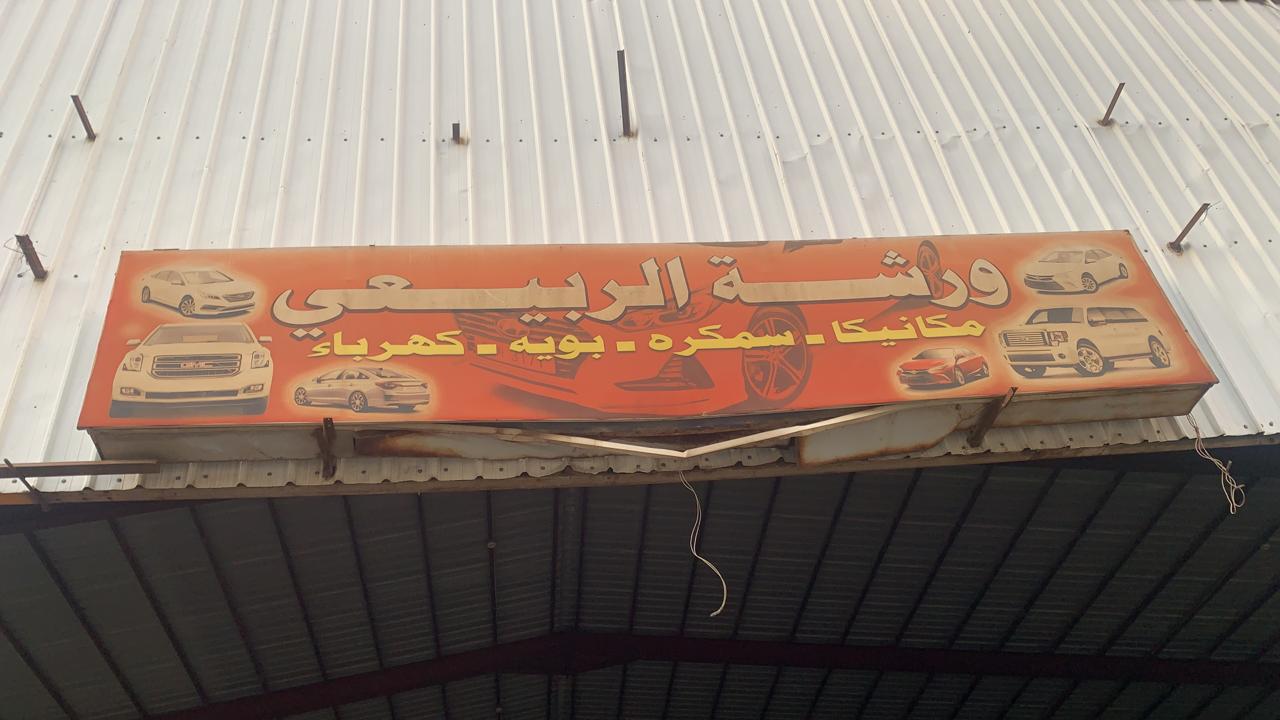 ورشة الربيعي
مكانيكا - سمكره - بويه - كهرباء